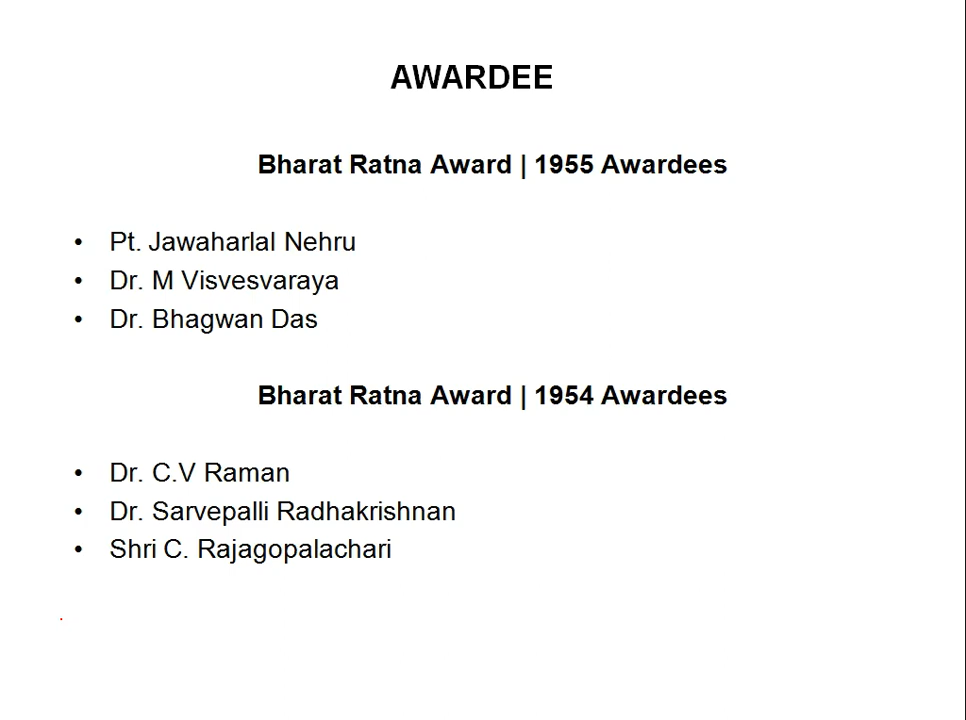 AWARDEE
Bharat Ratna Award | 1955 Awardees
• Pt. Jawaharlal Nehru
• Dr. M Visvesvaraya
• Dr. Bhagwan Das
Bharat Ratna Award | 1954 Awardees
• Dr. C.V Raman
• Dr. Sarvepalli Radhakrishnan
• Shri C. Rajagopalachari